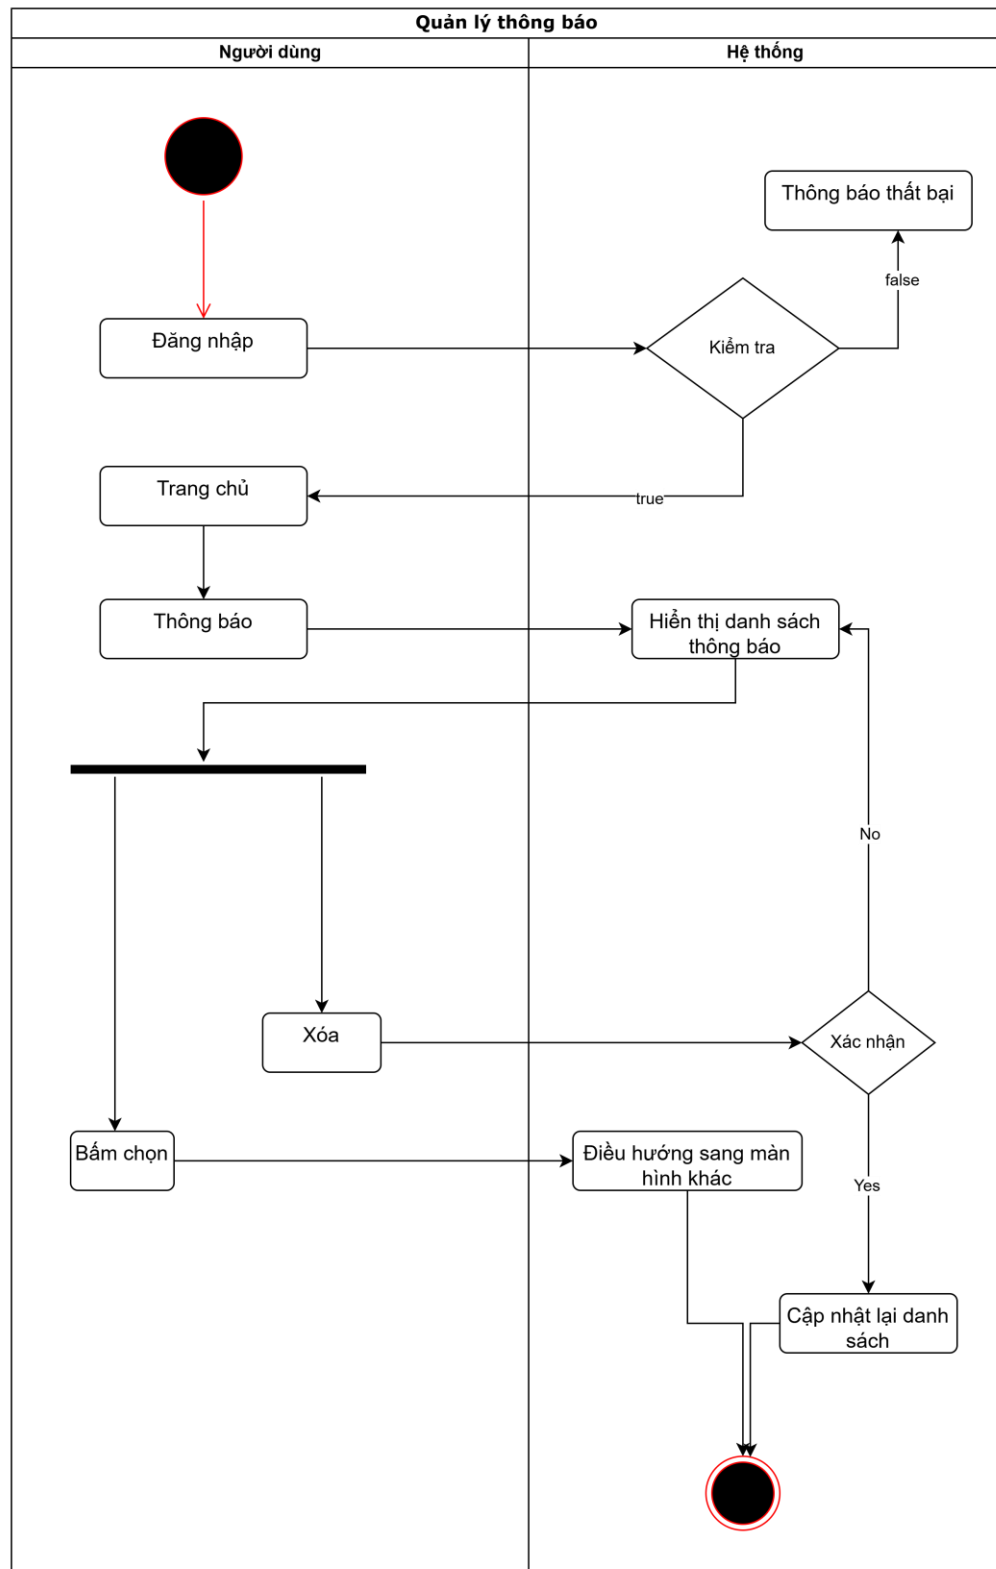 Quản lý thông báo
Người dùng
Hệ thống
Thông báo thất bại
false
Đăng nhập
Kiểm tra
Trang chủ
true
Thông báo
Hiển thị danh sách
thông báo
No
Xóa
Xác nhận
Bấm chọn
Điều hướng sang màn
hình khác
Yes
Cập nhật lại danh
sách